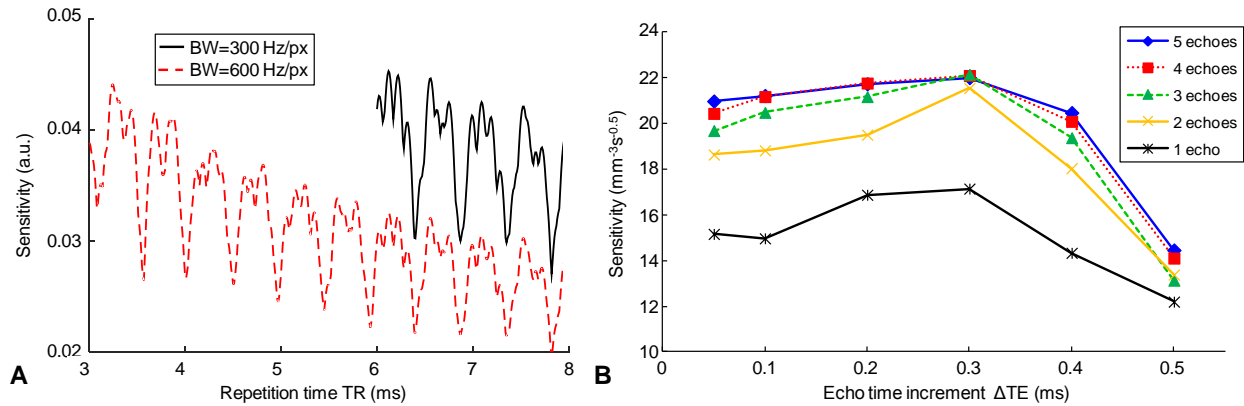 0.05
0.04
0.03
0.02
Sensitivity (a.u.)
BW=300 Hz/px
BW=600 Hz/px
3 4 5 6 7 8
Repetition time TR (ms)
A
24
22
20
18
16
14
12
10
Sensitivity (mm⁻³s⁻⁰·⁵)
5 echoes
4 echoes
3 echoes
2 echoes
1 echo
0 0.1 0.2 0.3 0.4 0.5
Echo time increment ΔTE (ms)
B